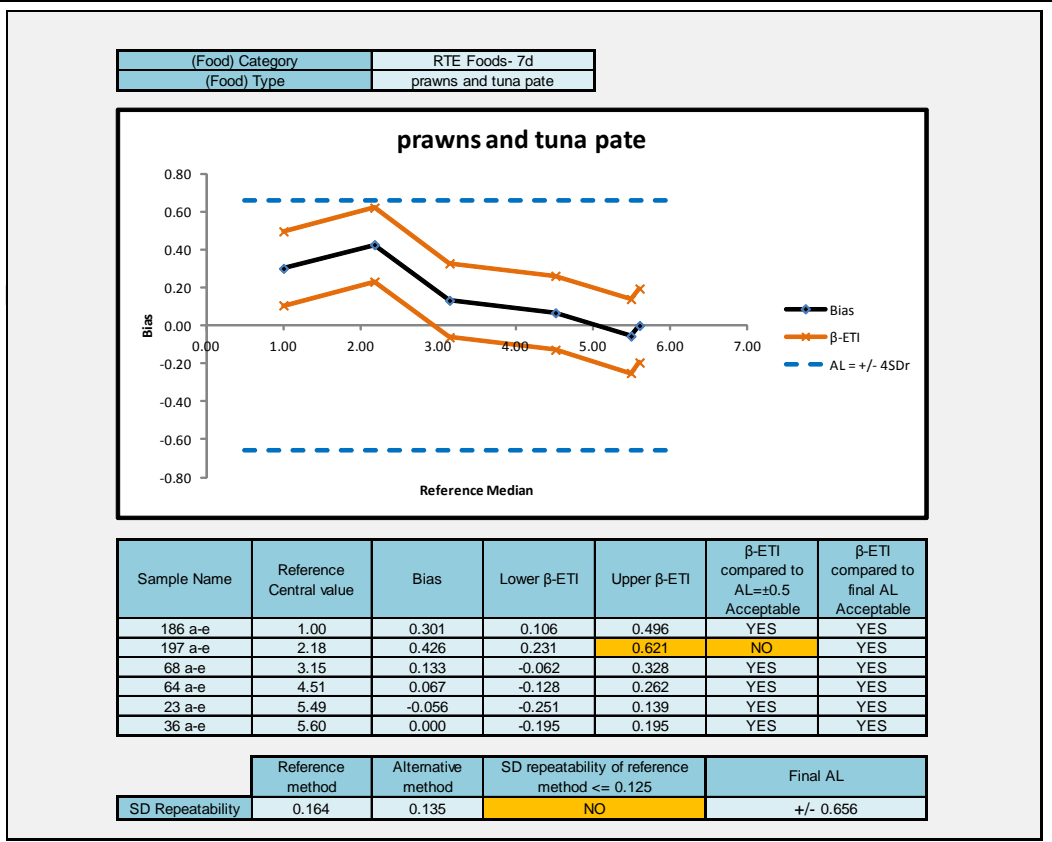 (Food) Category RTE Foods- 7d
(Food) Type prawns and tuna pate
prawns and tuna pate
0.80
0.60
0.40
0.20
0.00
-0.20
-0.40
-0.60
-0.80
Bias
0.00 1.00 2.00 3.00 4.00 5.00 6.00 7.00
Reference Median
Bias
β-ETI
AL = +/- 4SDr
Sample Name Reference Central value Bias Lower β-ETI Upper β-ETI β-ETI compared to AL=±0.5 Acceptable β-ETI compared to final AL Acceptable
186 a-e 1.00 0.301 0.106 0.496 YES YES
197 a-e 2.18 0.426 0.231 0.621 NO YES
68 a-e 3.15 0.133 -0.062 0.328 YES YES
64 a-e 4.51 0.067 -0.128 0.262 YES YES
23 a-e 5.49 -0.056 -0.251 0.139 YES YES
36 a-e 5.60 0.000 -0.195 0.195 YES YES
Reference method Alternative method SD repeatability of reference method <= 0.125 Final AL
SD Repeatability 0.164 0.135 NO +/- 0.656